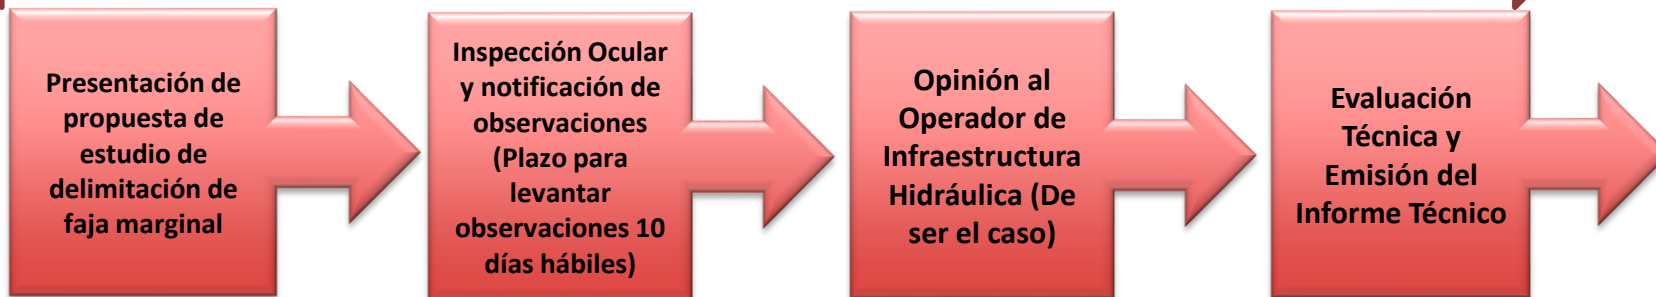 Presentación de
propuesta de
estudio de
delimitación de
faja marginal
Inspección Ocular
y notificación de
observaciones
(Plazo para
levantar
observaciones 10
días hábiles)
Opinión al
Operador de
Infraestructura
Hidráulica (De
ser el caso)
Evaluación
Técnica y
Emisión del
Informe Técnico